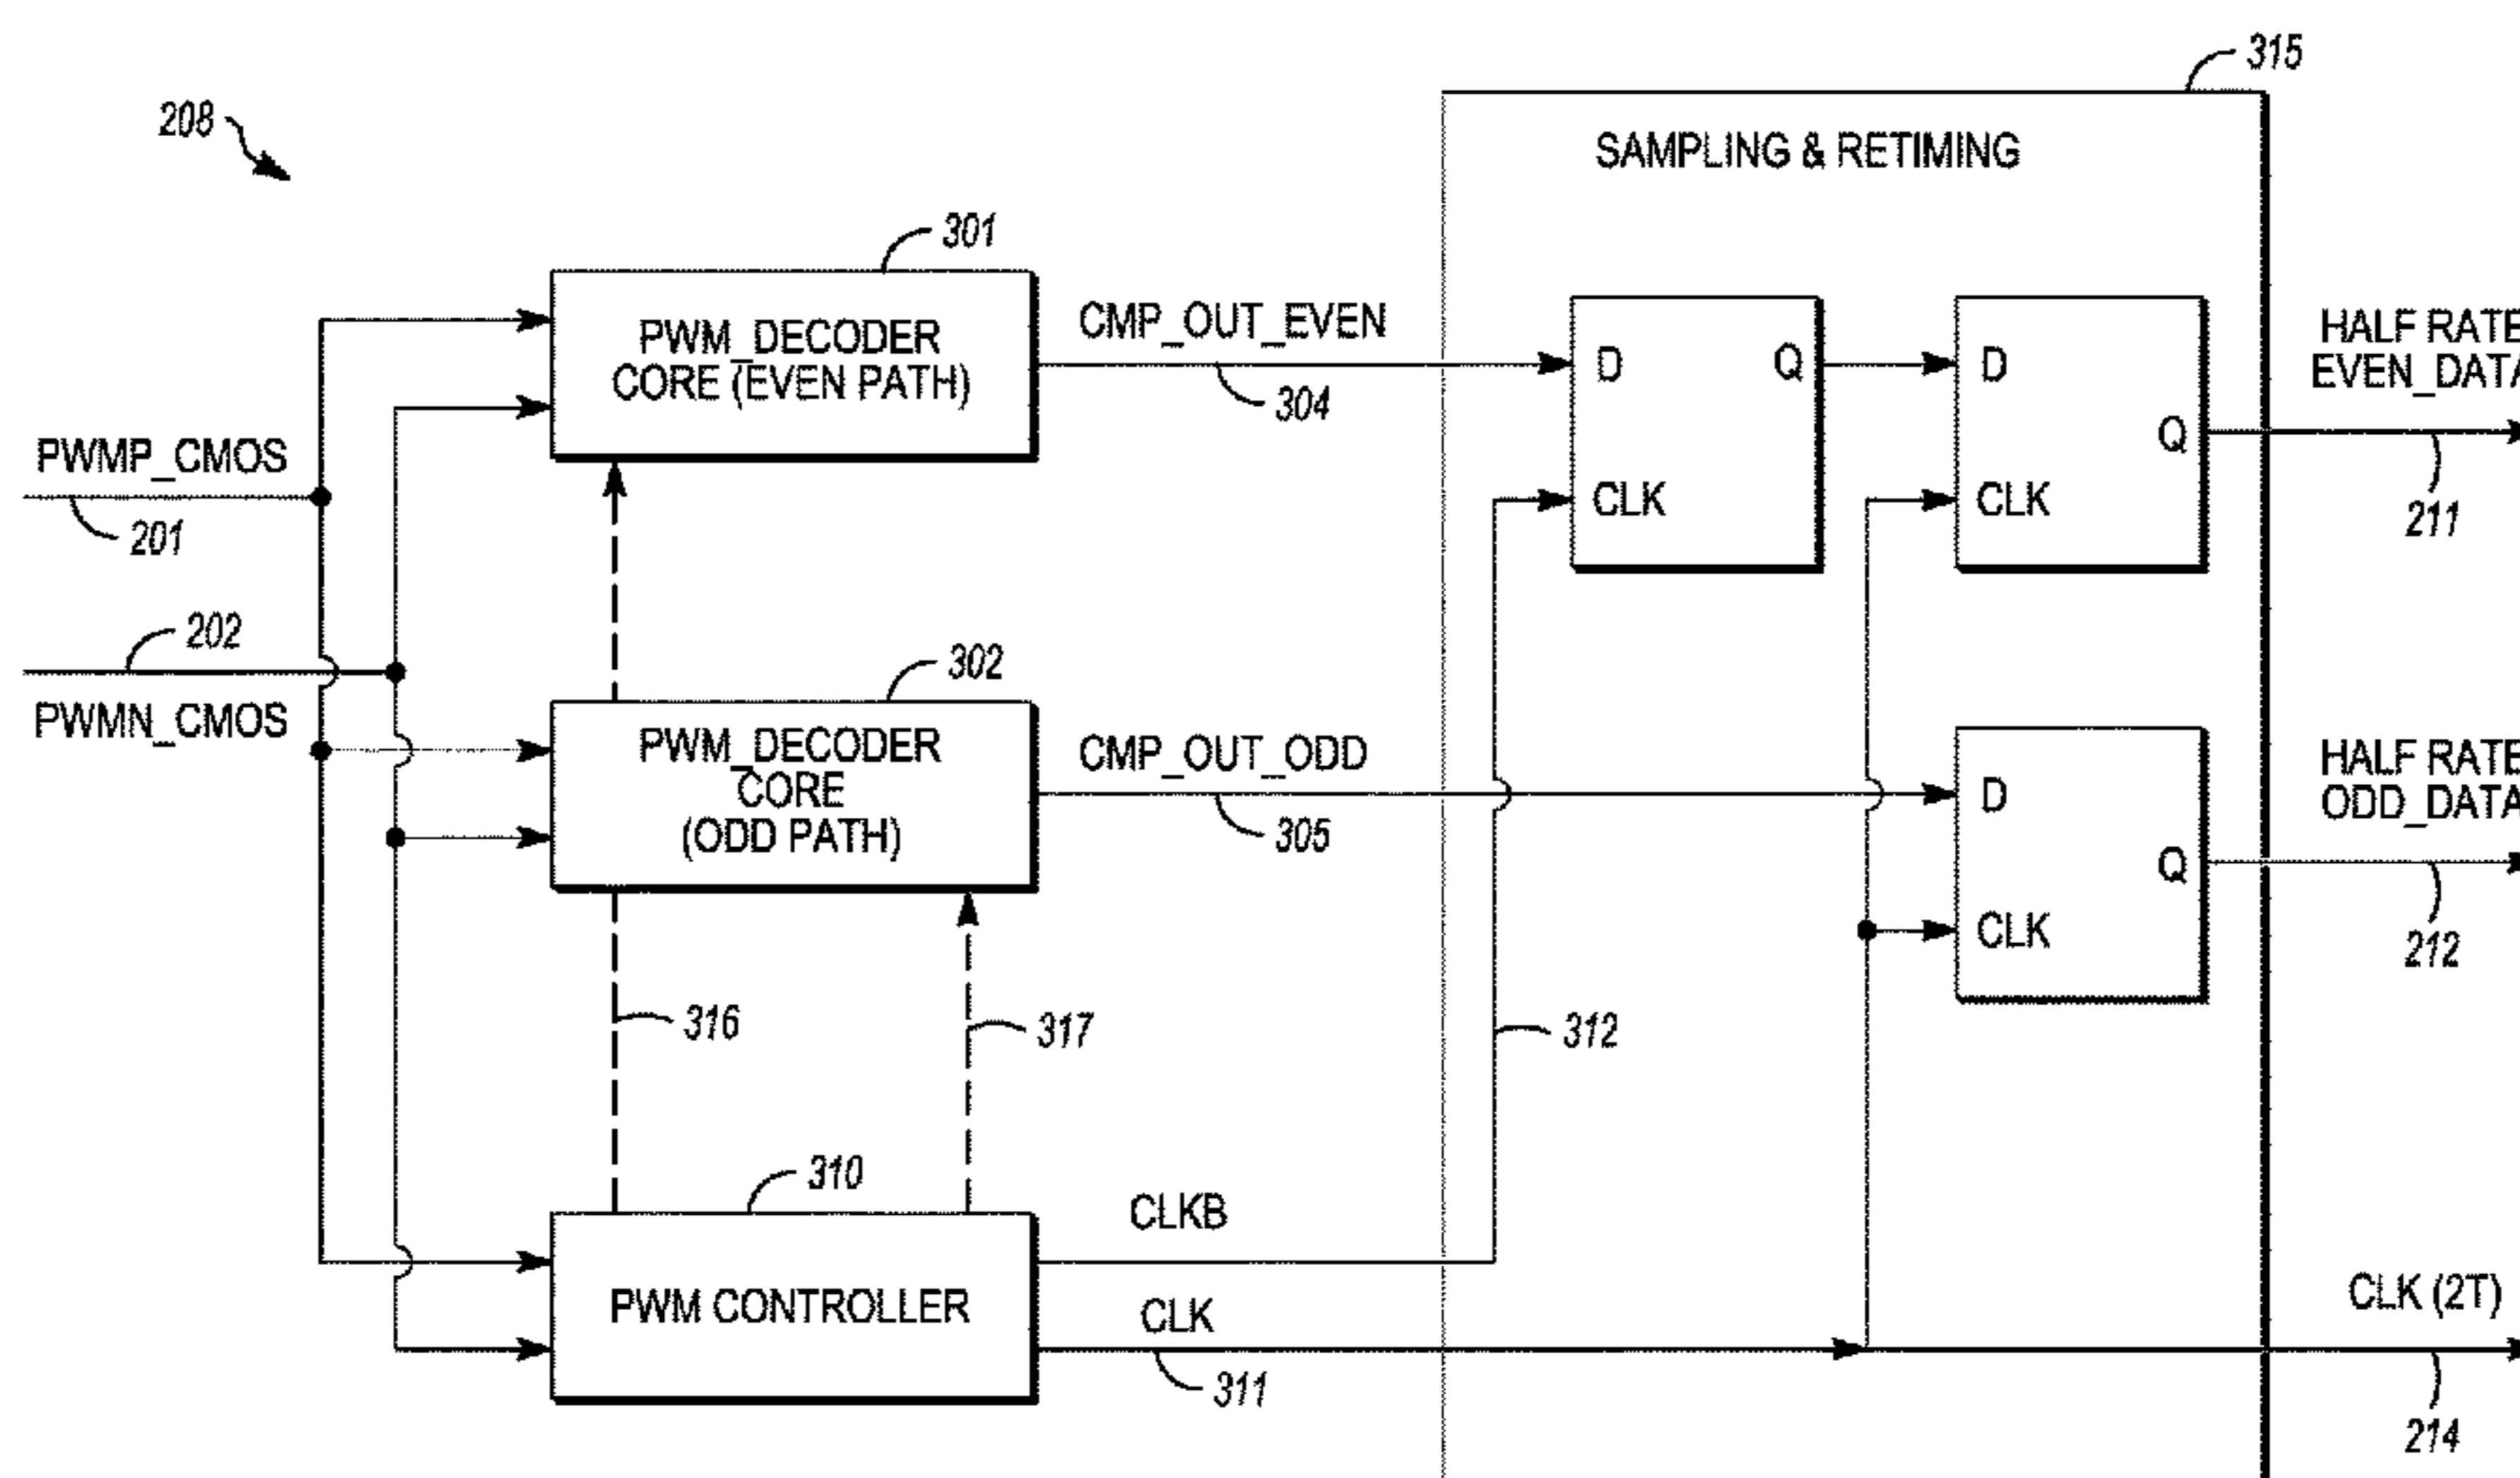 315
208
SAMPLING & RETIMING
301
PWM_DECODER
CORE (EVEN PATH)
CMP_OUT_EVEN
304
D
Q
CLK
D
Q
CLK
HALF RATE
EVEN_DATA
211
PWMP_CMOS
201
202
PWMN_CMOS
302
PWM_DECODER
CORE
(ODD PATH)
CMP_OUT_ODD
305
D
Q
CLK
HALF RATE
ODD_DATA
212
316
317
312
310
PWM CONTROLLER
CLKB
CLK
311
CLK (2T)
214